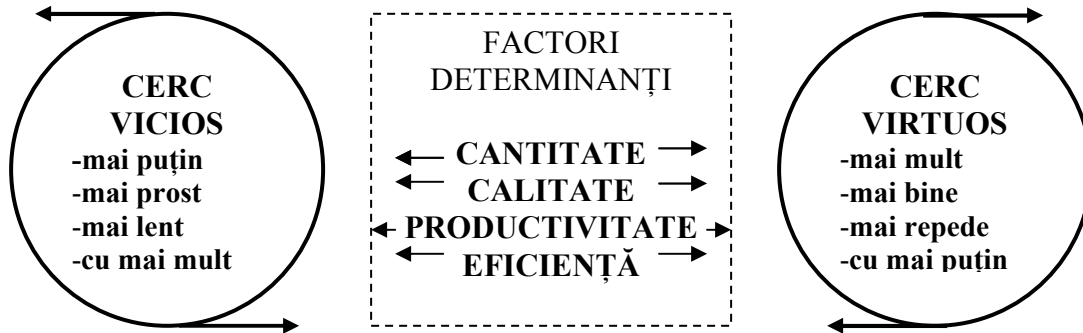 CERC
VICIOS
-mai puțin
-mai prost
-mai lent
-cu mai mult
FACTORI
DETERMINANȚI
CANTITATE
CALITATE
PRODUCTIVITATE
EFICIENȚĂ
CERC
VIRTUOS
-mai mult
-mai bine
-mai repede
-cu mai puțin